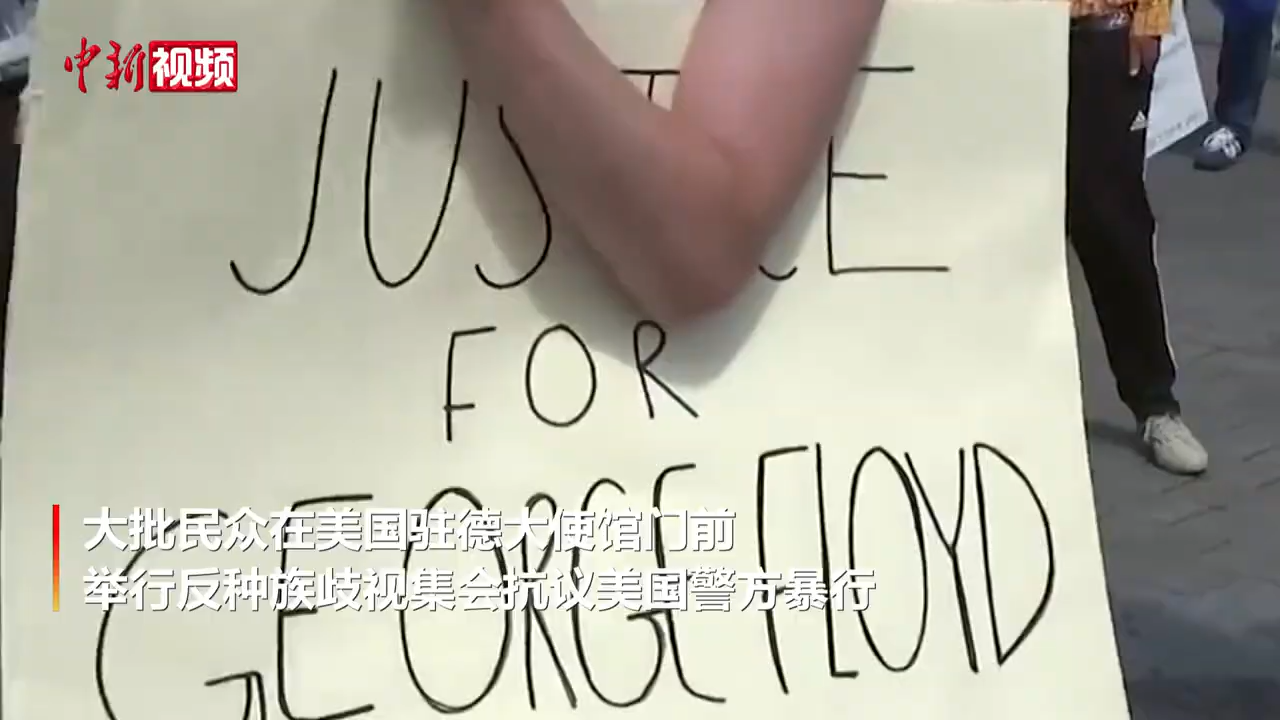 中新视频
JUSTICE
FOR
GEORGE FLOYD
大批民众在美国驻德大使馆门前
举行反种族歧视集会抗议美国警方暴行